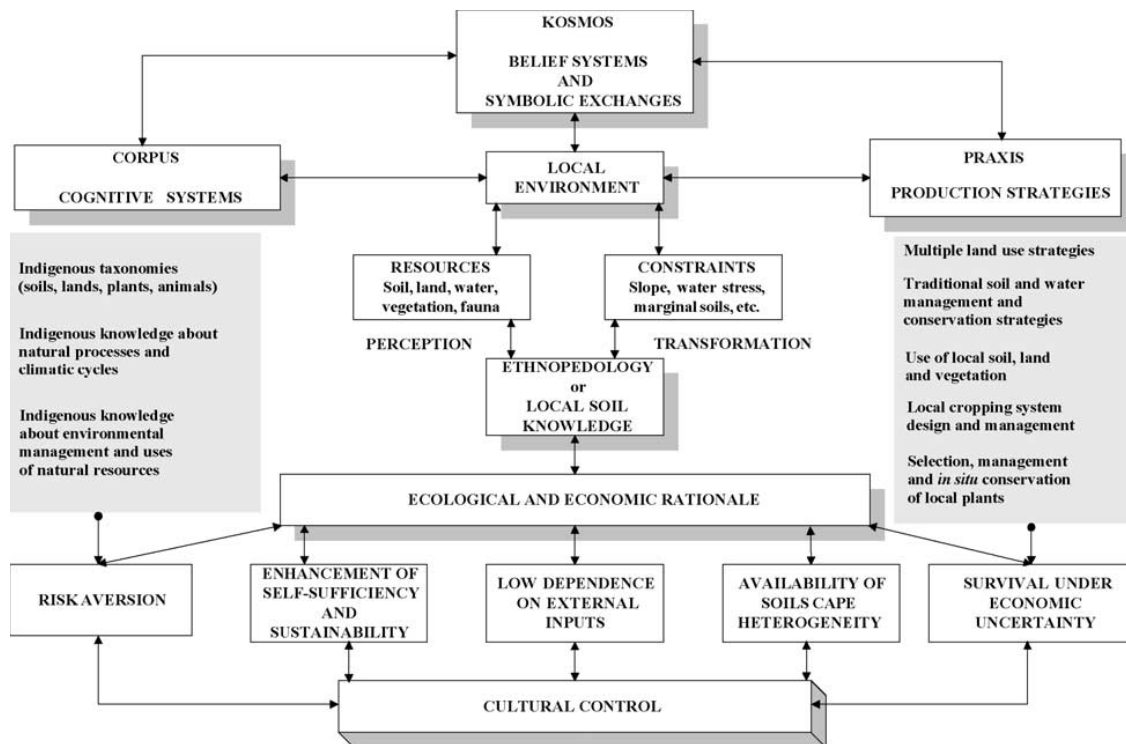 KOSMOS
BELIEF SYSTEMS
AND
SYMBOLIC EXCHANGES
CORPUS
COGNITIVE SYSTEMS
LOCAL
ENVIRONMENT
PRAXIS
PRODUCTION STRATEGIES
Indigenous taxonomies
(soils, lands, plants, animals)
Indigenous knowledge about
natural processes and
climatic cycles
Indigenous knowledge
about environmental
management and uses
of natural resources
RESOURCES
Soil, land, water,
vegetation, fauna
CONSTRAINTS
Slope, water stress,
marginal soils, etc.
Multiple land use strategies
Traditional soil and water
management and
conservation strategies
Use of local soil, land
and vegetation
Local cropping system
design and management
Selection, management
and in situ conservation
of local plants
PERCEPTION
TRANSFORMATION
ETHNOPEDOLOGY
or
LOCAL SOIL
KNOWLEDGE
ECOLOGICAL AND ECONOMIC RATIONALE
RISK AVERSION
ENHANCEMENT OF
SELF-SUFFICIENCY
AND
SUSTAINABILITY
LOW DEPENDENCE
ON EXTERNAL
INPUTS
AVAILABILITY OF
SOILS CAPE
HETEROGENEITY
SURVIVAL UNDER
ECONOMIC
UNCERTAINTY
CULTURAL CONTROL